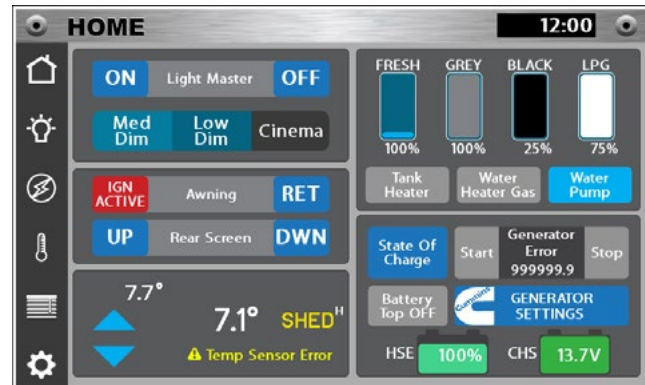 HOME
12:00
ON Light Master OFF
Med Dim
Low Dim
Cinema
IGN ACTIVE
Awning
RET
UP Rear Screen DWN
7.7°
7.1° SHED H
Temp Sensor Error
FRESH GREY BLACK LPG
100% 100% 25% 75%
Tank Heater
Water Heater Gas
Water Pump
State Of Charge
Start
Generator Error 999999.9
Stop
Battery Top OFF
Cummins
GENERATOR SETTINGS
HSE 100% CHS 13.7V